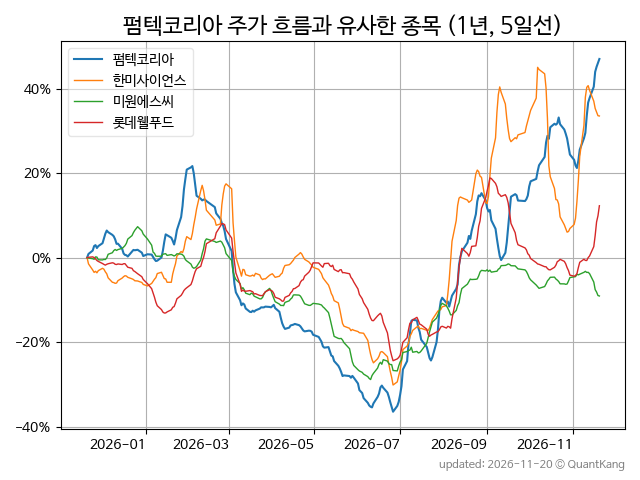 펌텍코리아 주가 흐름과 유사한 종목 (1년, 5일선)
펌텍코리아
한미사이언스
미원에스씨
롯데웰푸드
40%
20%
0%
−20%
−40%
2026-01 2026-03 2026-05 2026-07 2026-09 2026-11
updated: 2026-11-20 © QuantKang